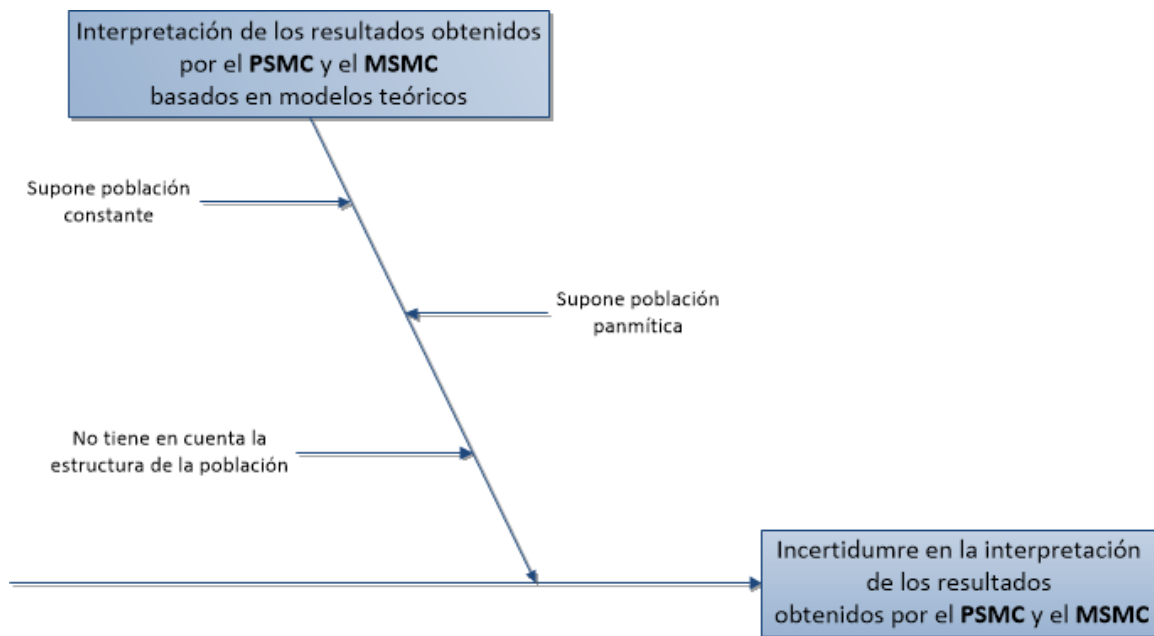 Interpretación de los resultados obtenidos
por el PSMC y el MSMC
basados en modelos teóricos
Supone población
constante
Supone población
panmítica
No tiene en cuenta la
estructura de la población
Incertidumre en la interpretación
de los resultados
obtenidos por el PSMC y el MSMC